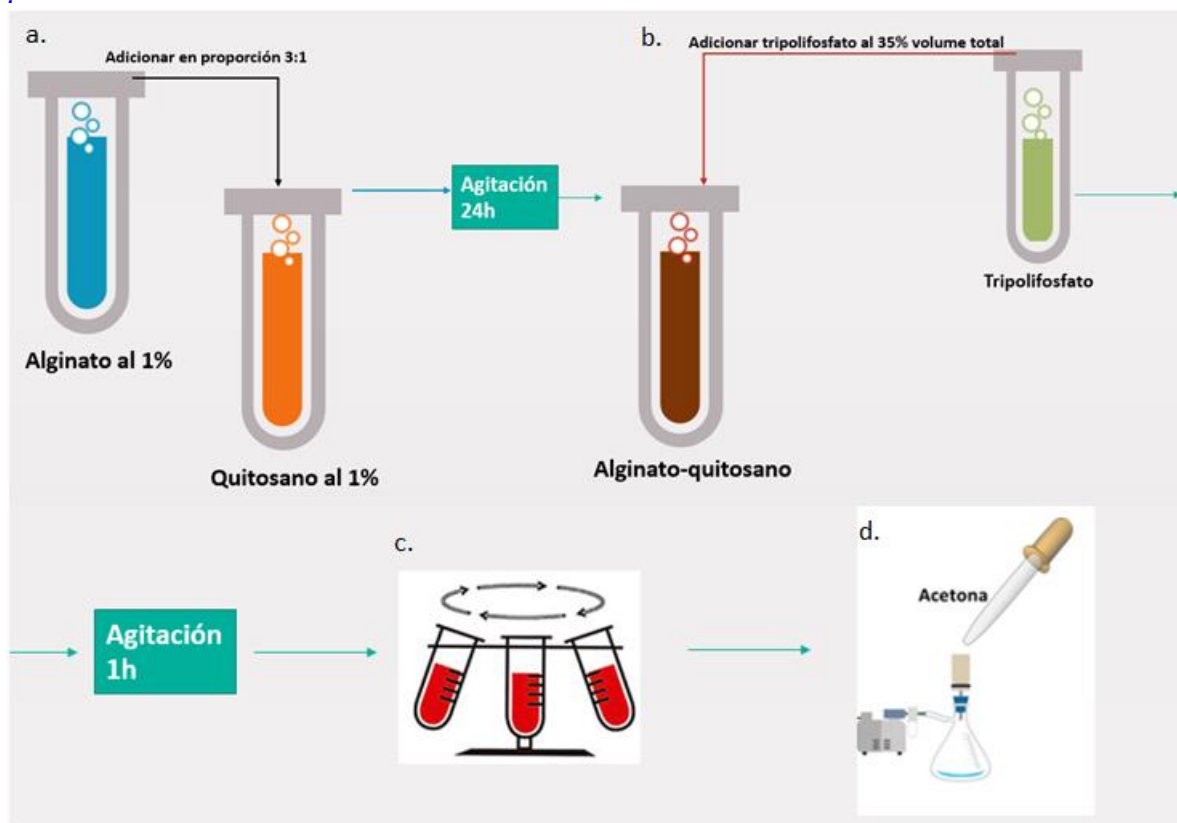 a.
Adicionar en proporción 3:1
b.
Adicionar tripolifosfato al 35% volume total
Agitación
24h
Tripolifosfato
Alginato al 1%
Quitosano al 1%
Alginato-quitosano
c.
d.
Acetona
Agitación
1h